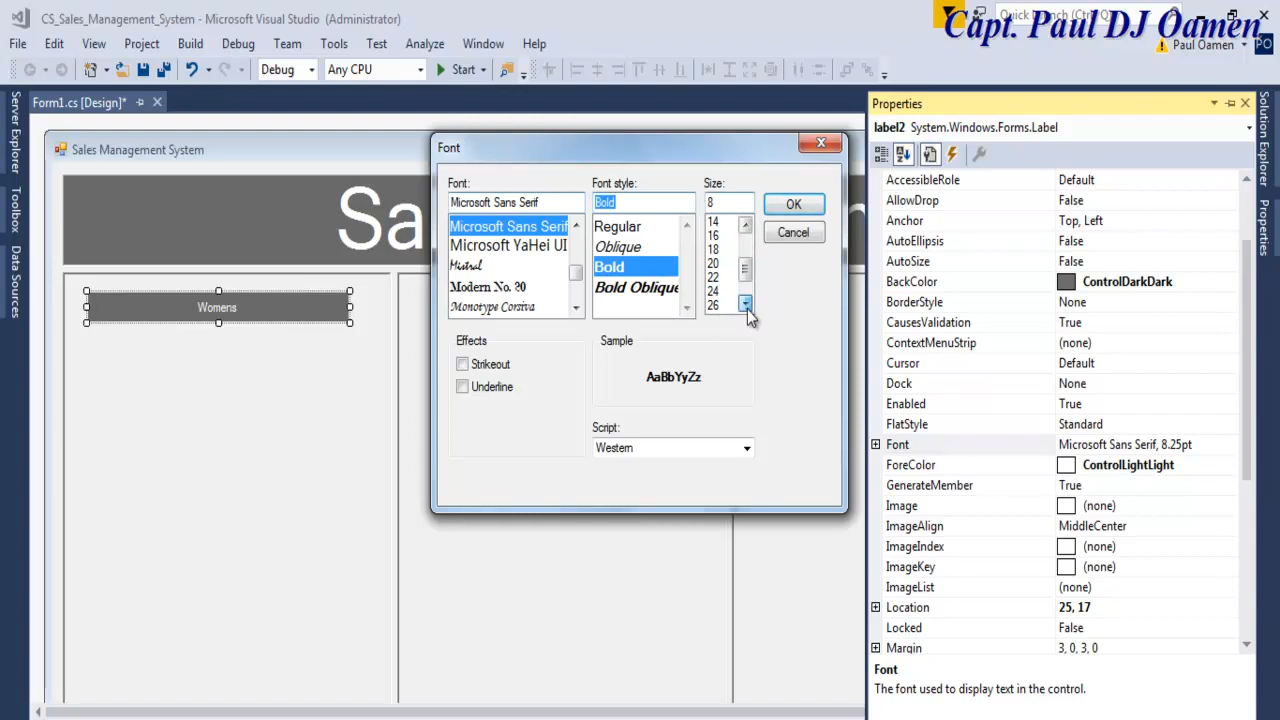 CS_Sales_Management_System - Microsoft Visual Studio (Administrator)
Quick Launch (Ctrl+Q)
Capt. Paul DJ Oamen
File Edit View Project Build Debug Team Tools Test Analyze Window Help
Paul Oamen PO
Debug Any CPU Start
Form1.cs [Design]*
Server Explorer
Toolbox
Data Sources
Sales Management System
Sa
Womens
Font
Font: Font style: Size:
Microsoft Sans Serif Bold 8
OK
Cancel
Microsoft Sans Serif
Microsoft YaHei UI
Mistral
Modern No. 20
Monotype Corsiva
Regular
Oblique
Bold
Bold Oblique
14
16
18
20
22
24
26
Effects
Strikeout
Underline
Sample
AaBbYyZz
Script:
Western
Properties
label2 System.Windows.Forms.Label
AccessibleRole Default
AllowDrop False
Anchor Top, Left
AutoEllipsis False
AutoSize False
BackColor ControlDarkDark
BorderStyle None
CausesValidation True
ContextMenuStrip (none)
Cursor Default
Dock None
Enabled True
FlatStyle Standard
Font Microsoft Sans Serif, 8.25pt
ForeColor ControlLightLight
GenerateMember True
Image (none)
ImageAlign MiddleCenter
ImageIndex (none)
ImageKey (none)
ImageList (none)
Location 25, 17
Locked False
Margin 3, 0, 3, 0
Font
The font used to display text in the control.
Solution Explorer
Properties